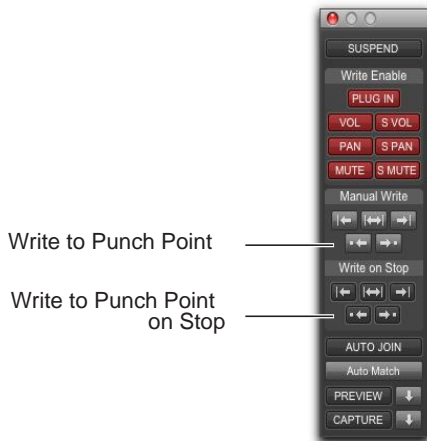 SUSPEND
Write Enable
PLUG IN
VOL S VOL
PAN S PAN
MUTE S MUTE
Manual Write
Write to Punch Point
Write on Stop
Write to Punch Point
on Stop
AUTO JOIN
Auto Match
PREVIEW
CAPTURE